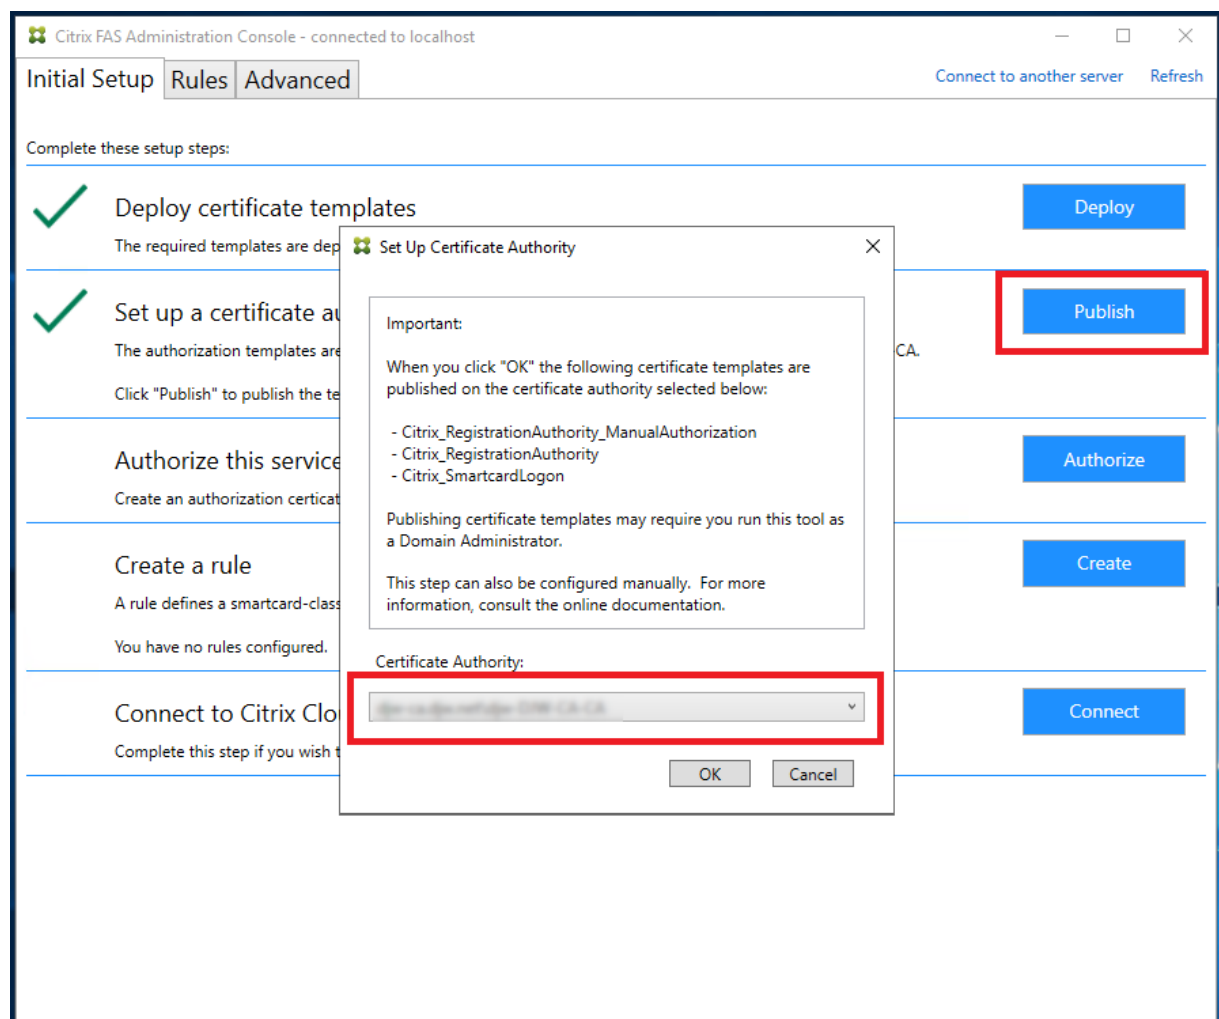 Citrix FAS Administration Console - connected to localhost
Initial Setup
Rules
Advanced
Connect to another server
Refresh
Complete these setup steps:
Deploy certificate templates
Deploy
The required templates are dep
Set up a certificate au
Publish
The authorization templates are
CA.
Click "Publish" to publish the te
Authorize this service
Authorize
Create an authorization certicat
Create a rule
Create
A rule defines a smartcard-class
You have no rules configured.
Connect to Citrix Clo
Connect
Complete this step if you wish t
Set Up Certificate Authority
Important:
When you click "OK" the following certificate templates are
published on the certificate authority selected below:
- Citrix_RegistrationAuthority_ManualAuthorization
- Citrix_RegistrationAuthority
- Citrix_SmartcardLogon
Publishing certificate templates may require you run this tool as
a Domain Administrator.
This step can also be configured manually. For more
information, consult the online documentation.
Certificate Authority:
OK
Cancel